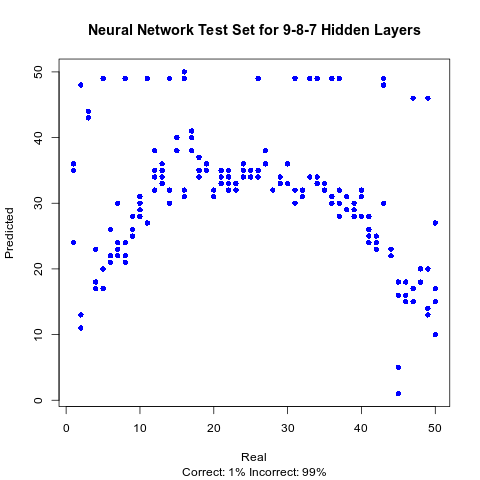 Neural Network Test Set for 9-8-7 Hidden Layers
Predicted
50
40
30
20
10
0
0 10 20 30 40 50
Real
Correct: 1% Incorrect: 99%